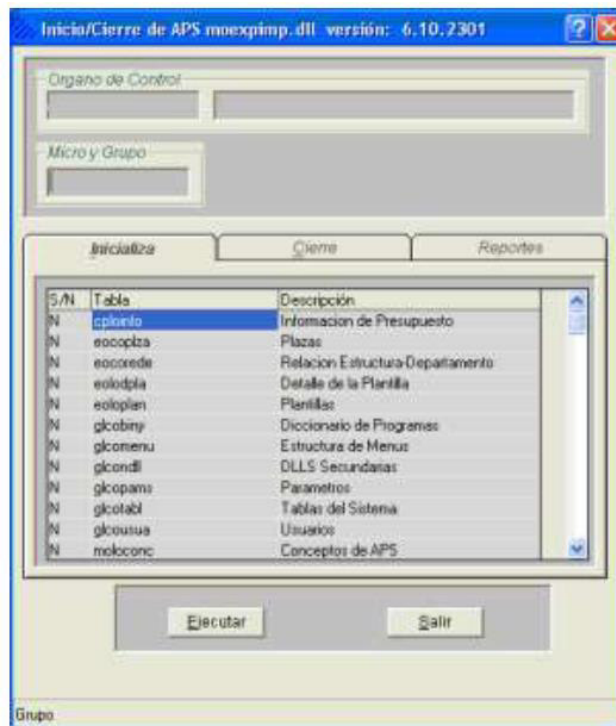 Inicio/Cierre de APS moexpimp.dll versión: 6.10.2301
Organo de Control
Micro y Grupo
Inicializa Cierre Reportes
S/N Tabla Descripción
N cploinfo Informacion de Presupuesto
N eocoplza Plazas
N eocorede Relacion Estructura-Departamento
N eolodpla Detalle de la Plantilla
N eoloplan Plantillas
N glcobiny Diccionario de Programas
N glcomenu Estructura de Menus
N glcondll DLLS Secundarias
N glcopams Parametros
N glcotabl Tablas del Sistema
N glcousua Usuarios
N moloconc Conceptos de APS
Ejecutar Salir
Grupo